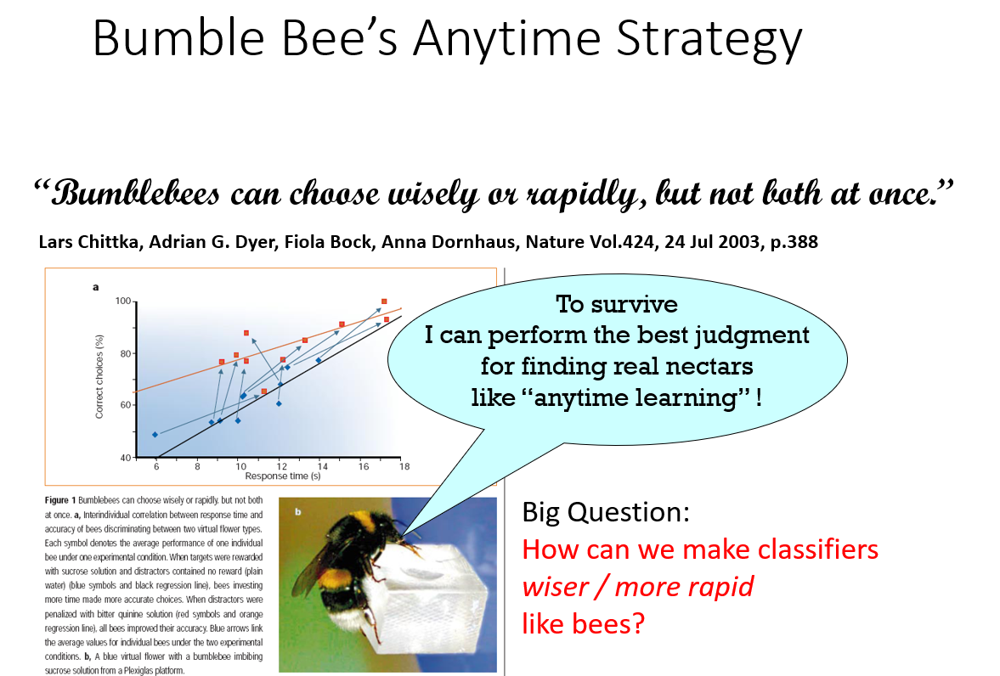 Bumble Bee’s Anytime Strategy
“Bumblebees can choose wisely or rapidly, but not both at once.”
Lars Chittka, Adrian G. Dyer, Fiola Bock, Anna Dornhaus, Nature Vol.424, 24 Jul 2003, p.388
a
100
80
60
40
Correct choices (%)
6 8 10 12 14 16 18
Response time (s)
To survive
I can perform the best judgment
for finding real nectars
like “anytime learning” !
Figure 1 Bumblebees can choose wisely or rapidly, but not both
at once. a, Interindividual correlation between response time and
accuracy of bees discriminating between two virtual flower types.
Each symbol denotes the average performance of one individual
bee under one experimental condition. When targets were rewarded
with sucrose solution and distractors contained no reward (plain
water) (blue symbols and black regression line), bees investing
more time made more accurate choices. When distractors were
penalized with bitter quinine solution (red symbols and orange
regression line), all bees improved their accuracy. Blue arrows link
the average values for individual bees under the two experimental
conditions. b, A blue virtual flower with a bumblebee imbibing
sucrose solution from a Plexiglas platform.
b
Big Question:
How can we make classifiers
wiser / more rapid
like bees?